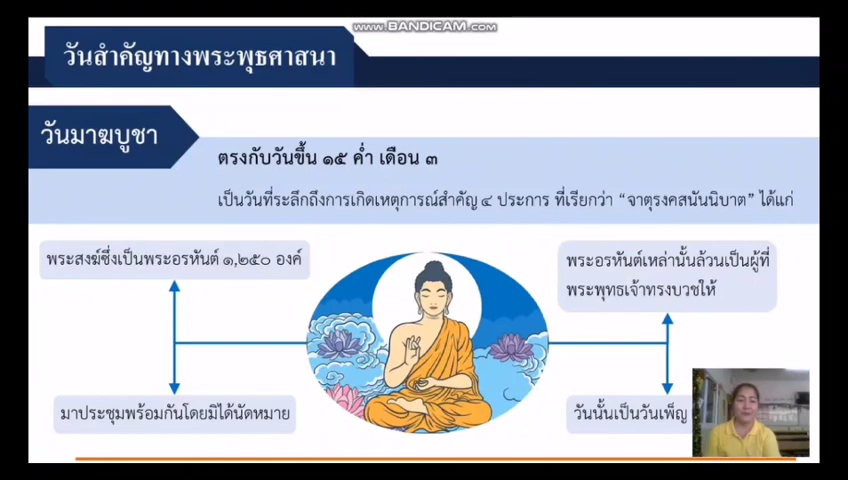 www.BANDICAM.com
วันสำคัญทางพระพุธศาสนา
วันมาฆบูชา
ตรงกับวันขึ้น ๑๕ ค่ำ เดือน ๓
เป็นวันที่ระลึกถึงการเกิดเหตุการณ์สำคัญ ๔ ประการ ที่เรียกว่า “จาตุรงคสนันนิบาต” ได้แก่
พระสงฆ์ซึ่งเป็นพระอรหันต์ ๑,๒๕๐ องค์
พระอรหันต์เหล่านั้นล้วนเป็นผู้ที่
พระพุทธเจ้าทรงบวชให้
มาประชุมพร้อมกันโดยมิได้นัดหมาย
วันนั้นเป็นวันเพ็ญ